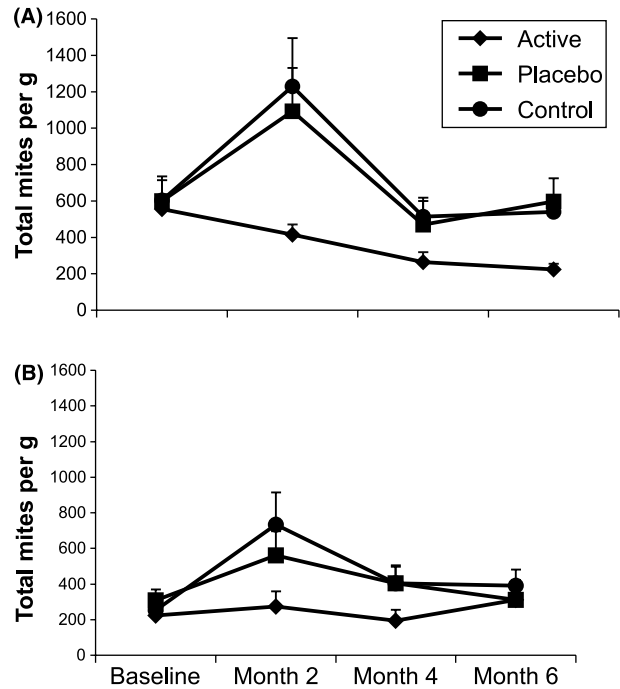 (A)
Total mites per g
1600
1400
1200
1000
800
600
400
200
0
Active
Placebo
Control
(B)
Total mites per g
1600
1400
1200
1000
800
600
400
200
0
Baseline Month 2 Month 4 Month 6